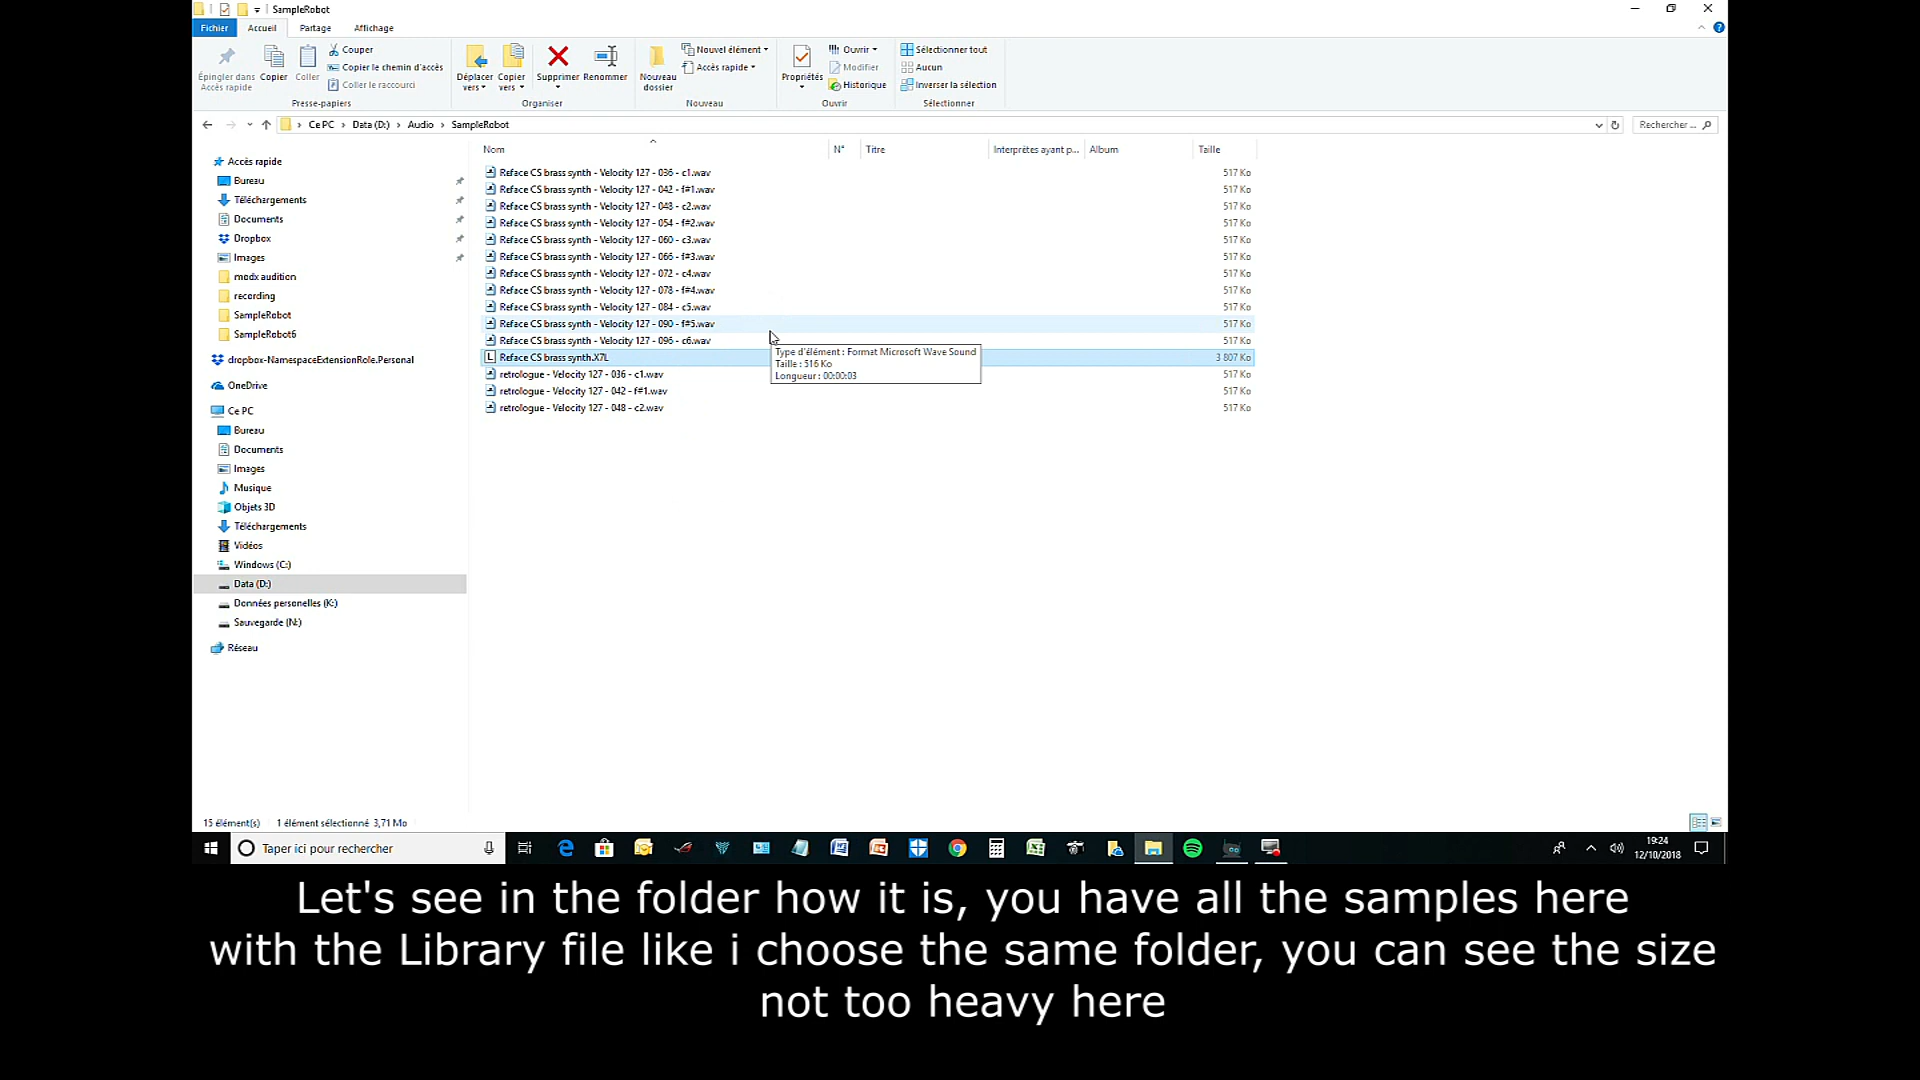 SampleRobot
Fichier Accueil Partage Affichage
Épingler dans Accès rapide
Copier
Coller
Couper
Copier le chemin d'accès
Coller le raccourci
Presse-papiers
Déplacer vers
Copier vers
Supprimer
Renommer
Organiser
Nouveau dossier
Nouvel élément
Accès rapide
Nouveau
Propriétés
Ouvrir
Modifier
Historique
Ouvrir
Sélectionner tout
Aucun
Inverser la sélection
Sélectionner
Ce PC › Data (D:) › Audio › SampleRobot
Rechercher ...
Nom N° Titre Interprètes ayant p... Album Taille
Accès rapide
Bureau
Téléchargements
Documents
Dropbox
Images
modx audition
recording
SampleRobot
SampleRobot6
dropbox-NamespaceExtensionRole.Personal
OneDrive
Ce PC
Bureau
Documents
Images
Musique
Objets 3D
Téléchargements
Vidéos
Windows (C:)
Data (D:)
Données personelles (K:)
Sauvegarde (N:)
Réseau
Reface CS brass synth - Velocity 127 - 036 - c1.wav 517 Ko
Reface CS brass synth - Velocity 127 - 042 - f#1.wav 517 Ko
Reface CS brass synth - Velocity 127 - 048 - c2.wav 517 Ko
Reface CS brass synth - Velocity 127 - 054 - f#2.wav 517 Ko
Reface CS brass synth - Velocity 127 - 060 - c3.wav 517 Ko
Reface CS brass synth - Velocity 127 - 066 - f#3.wav 517 Ko
Reface CS brass synth - Velocity 127 - 072 - c4.wav 517 Ko
Reface CS brass synth - Velocity 127 - 078 - f#4.wav 517 Ko
Reface CS brass synth - Velocity 127 - 084 - c5.wav 517 Ko
Reface CS brass synth - Velocity 127 - 090 - f#5.wav 517 Ko
Reface CS brass synth - Velocity 127 - 096 - c6.wav 517 Ko
Reface CS brass synth.X7L 3 807 Ko
retrologue - Velocity 127 - 036 - c1.wav 517 Ko
retrologue - Velocity 127 - 042 - f#1.wav 517 Ko
retrologue - Velocity 127 - 048 - c2.wav 517 Ko
Type d'élément : Format Microsoft Wave Sound
Taille : 516 Ko
Longueur : 00:00:03
15 élément(s) 1 élément sélectionné 3,71 Mo
Taper ici pour rechercher
19:24
12/10/2018
Let's see in the folder how it is, you have all the samples here
with the Library file like i choose the same folder, you can see the size
not too heavy here